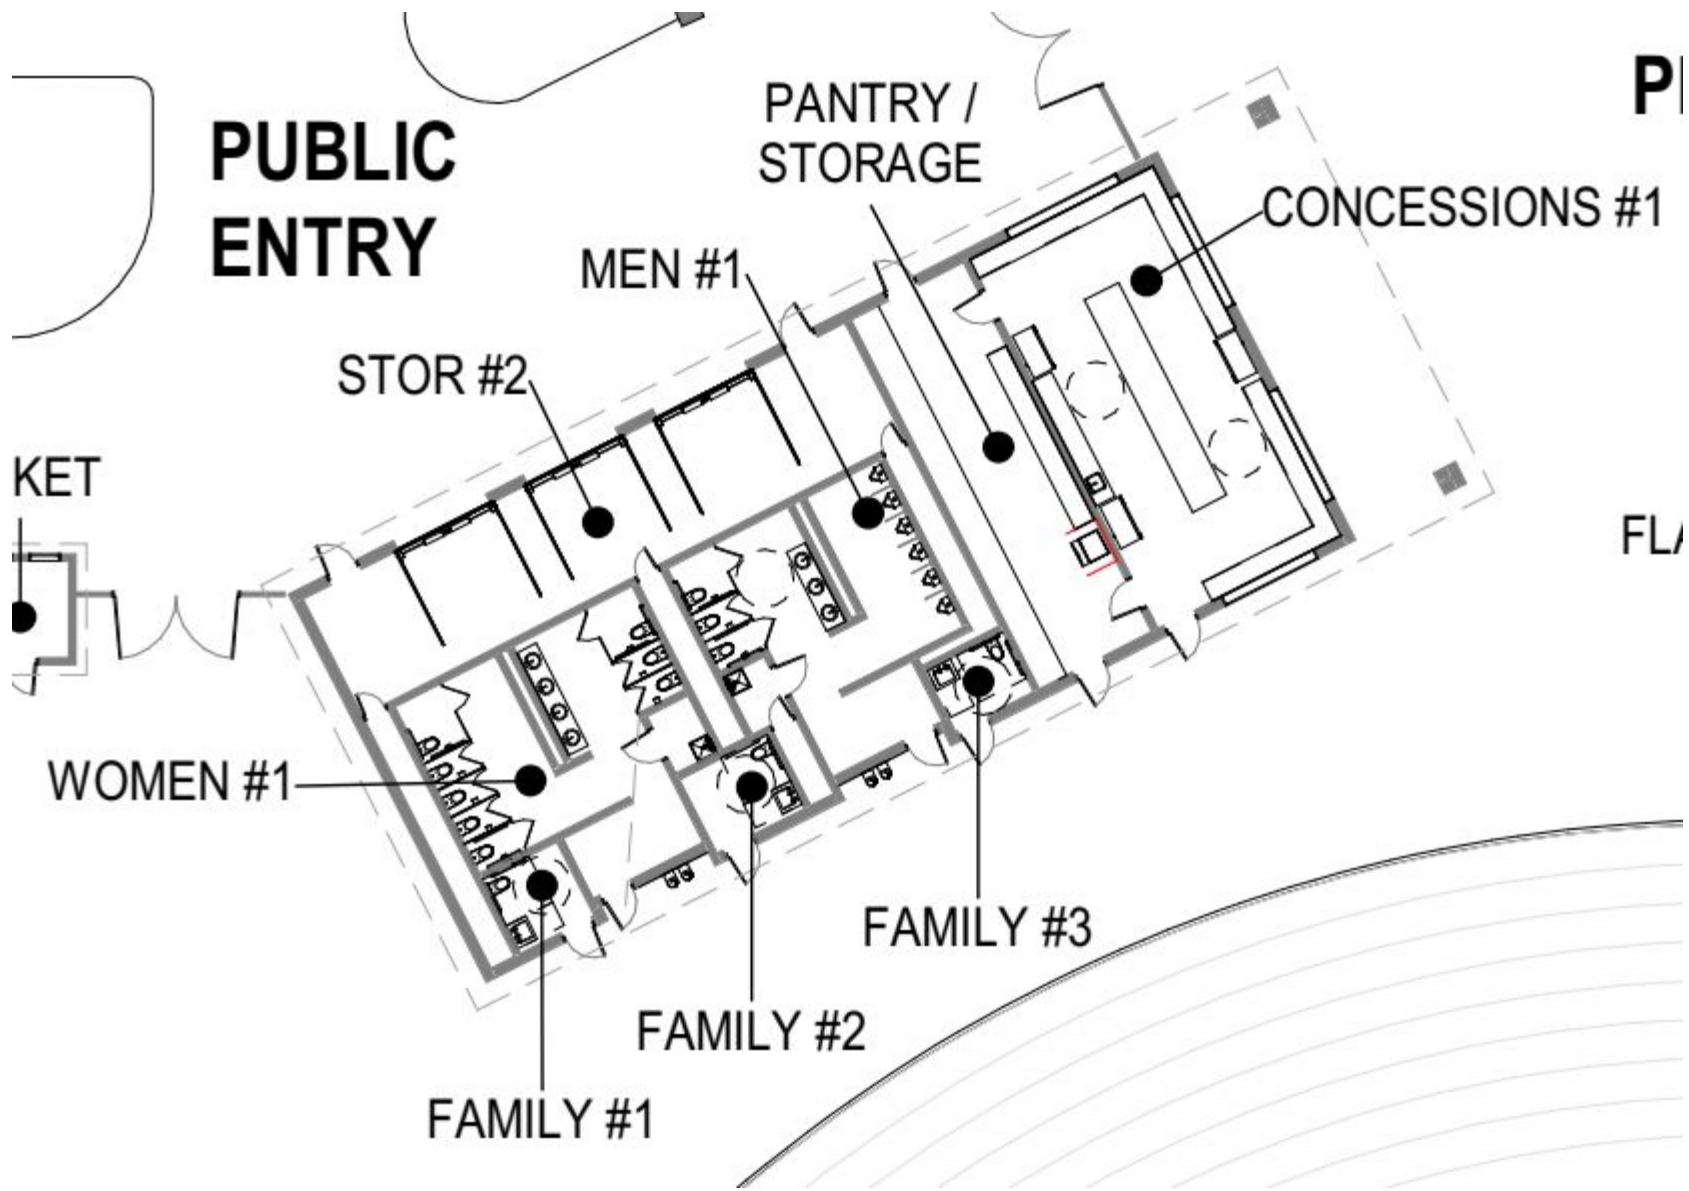 PUBLIC
ENTRY
PANTRY /
STORAGE
CONCESSIONS #1
MEN #1
STOR #2
KET
FLA
WOMEN #1
FAMILY #3
FAMILY #2
FAMILY #1